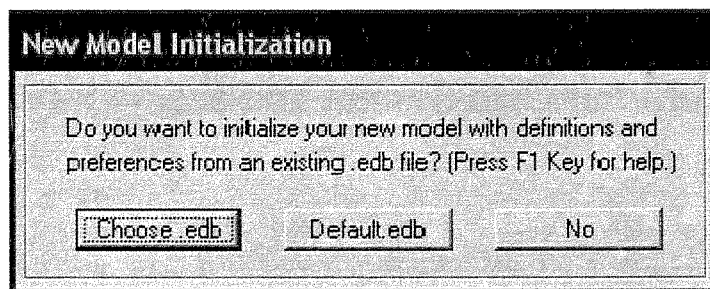 New Model Initialization
Do you want to initialize your new model with definitions and
preferences from an existing .edb file? (Press F1 Key for help.)
Choose .edb
Default.edb
No